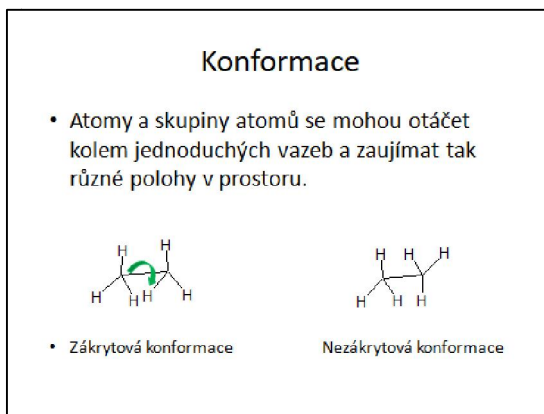 Konformace
• Atomy a skupiny atomů se mohou otáčet
kolem jednoduchých vazeb a zaujímat tak
různé polohy v prostoru.
H H H H H H
H H H H H H
• Zákrytová konformace Nezákrytová konformace